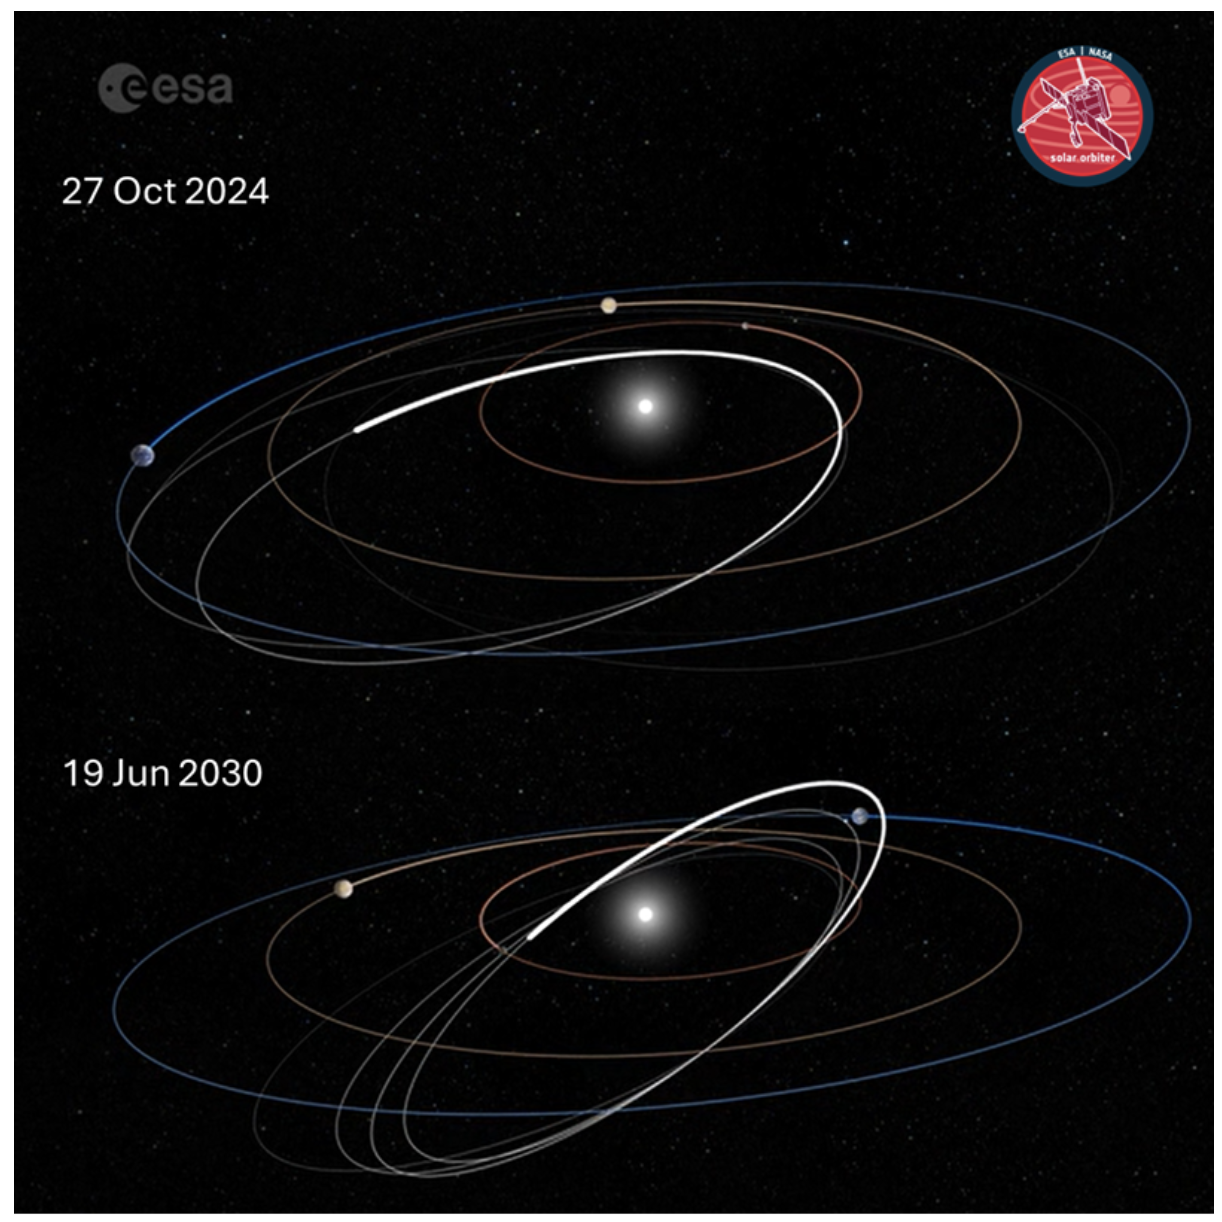 esa
ESA | NASA
solar orbiter
27 Oct 2024
19 Jun 2030